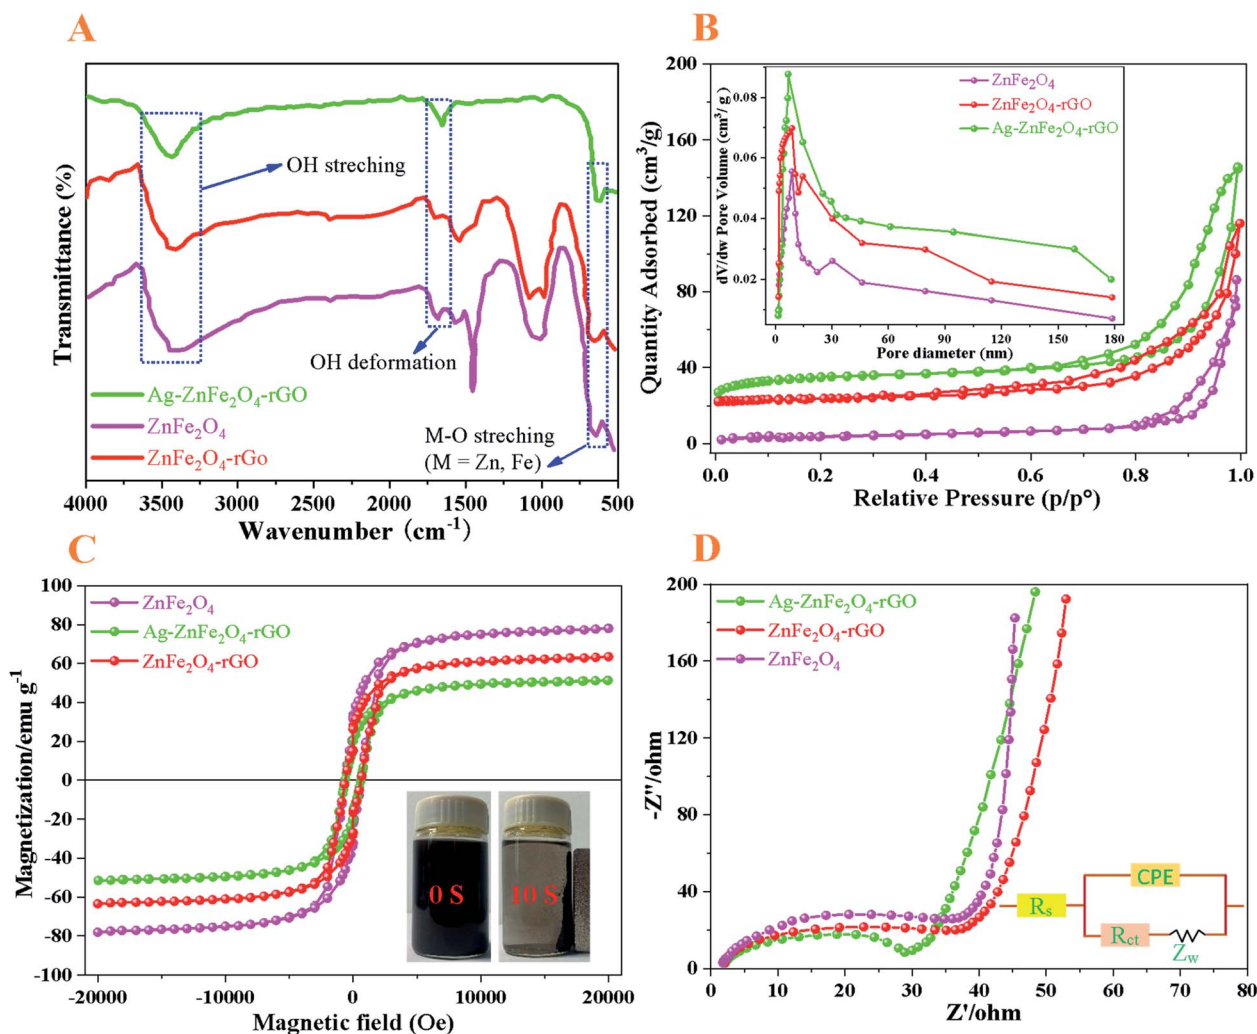 A
Transmittance (%)
OH streching
OH deformation
M-O streching
(M = Zn, Fe)
Ag-ZnFe₂O₄-rGO
ZnFe₂O₄
ZnFe₂O₄-rGo
4000 3500 3000 2500 2000 1500 1000 500
Wavenumber (cm⁻¹)
B
Quantity Adsorbed (cm³/g)
200
160
120
80
40
0
dV/dw Pore Volume (cm³/ g )
0.08
0.06
0.04
0.02
ZnFe₂O₄
ZnFe₂O₄-rGO
Ag-ZnFe₂O₄-rGO
0 30 60 90 120 150 180
Pore diameter (nm)
0.0 0.2 0.4 0.6 0.8 1.0
Relative Pressure (p/p°)
C
Magnetization/emu g⁻¹
100
80
60
40
20
0
-20
-40
-60
-80
-100
ZnFe₂O₄
Ag-ZnFe₂O₄-rGO
ZnFe₂O₄-rGO
0 S
10 S
-20000 -10000 0 10000 20000
Magnetic field (Oe)
D
-Z''/ohm
200
160
120
80
40
0
Ag-ZnFe₂O₄-rGO
ZnFe₂O₄-rGO
ZnFe₂O₄
CPE
Rs
Rct
Zw
0 10 20 30 40 50 60 70 80
Z'/ohm